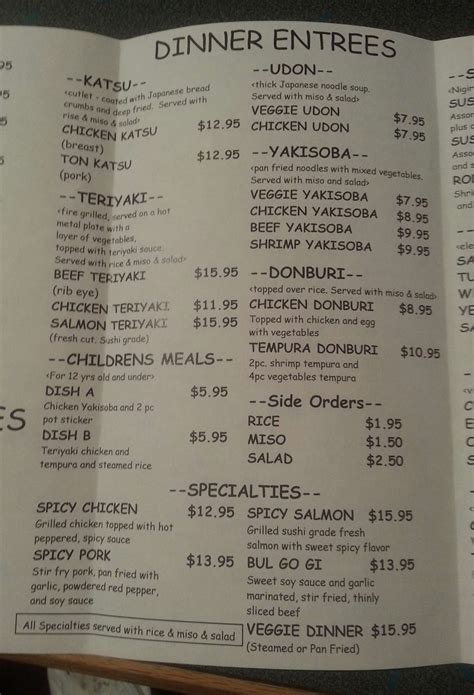 DINNER ENTREES
--KATSU--
<cutlet - coated with Japanese bread
crumbs and deep fried. Served with
rice & miso & salad>
CHICKEN KATSU $12.95
(breast)
TON KATSU $12.95
(pork)
--TERIYAKI--
<fire grilled, served on a hot
metal plate with a
layer of vegetables,
topped with teriyaki sauce.
Served with rice & miso & salad>
BEEF TERIYAKI $15.95
(rib eye)
CHICKEN TERIYAKI $11.95
SALMON TERIYAKI $15.95
(fresh cut. Sushi grade)
--CHILDRENS MEALS--
<For 12 yrs old and under>
DISH A $5.95
Chicken Yakisoba and 2 pc
pot sticker
DISH B $5.95
Teriyaki chicken and
tempura and steamed rice
--UDON--
<thick Japanese noodle soup.
Served with miso & salad>
VEGGIE UDON $7.95
CHICKEN UDON $7.95
--YAKISOBA--
<pan fried noodles with mixed vegetables.
Served with miso and salad>
VEGGIE YAKISOBA $7.95
CHICKEN YAKISOBA $8.95
BEEF YAKISOBA $9.95
SHRIMP YAKISOBA $9.95
--DONBURI--
<topped over rice. Served with miso & salad>
CHICKEN DONBURI $8.95
Topped with chicken and egg
with vegetables
TEMPURA DONBURI $10.95
2pc. shrimp tempura and
4pc vegetables tempura
--Side Orders--
RICE $1.95
MISO $1.50
SALAD $2.50
--SPECIALTIES--
SPICY CHICKEN $12.95
Grilled chicken topped with hot
peppered, spicy sauce
SPICY PORK $13.95
Stir fry pork, pan fried with
garlic, powdered red pepper,
and soy sauce
SPICY SALMON $15.95
Grilled sushi grade fresh
salmon with sweet spicy flavor
BUL GO GI $13.95
Sweet soy sauce and garlic
marinated, stir fried, thinly
sliced beef
VEGGIE DINNER $15.95
(Steamed or Pan Fried)
All Specialties served with rice & miso & salad